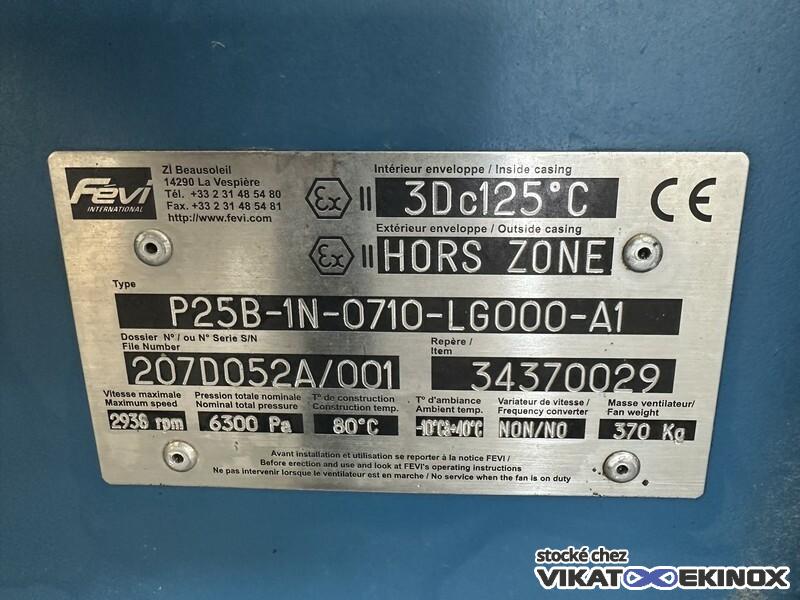 Févi
INTERNATIONAL
ZI Beausoleil
14290 La Vespière
Tél. +33 2 31 48 54 80
Fax. +33 2 31 48 54 81
http://www.fevi.com
Intérieur enveloppe / Inside casing
Ex II 3Dc125°C
CE
Extérieur enveloppe / Outside casing
Ex II HORS ZONE
Type
P25B-1N-0710-LG000-A1
Dossier N°/ ou N° Serie S/N
File Number
207D052A/001
Repère /
Item
34370029
Vitesse maximale
Maximum speed
2938 rpm
Pression totale nominale
Nominal total pressure
6300 Pa
T° de construction
Construction temp.
80°C
T° d'ambiance
Ambient temp.
-10°C à +40°C
Variateur de vitesse /
Frequency converter
NON/NO
Masse ventilateur/
Fan weight
370 Kg
Avant installation et utilisation se reporter à la notice FEVI /
Before erection and use and look at FEVI's operating instructions
Ne pas intervenir lorsque le ventilateur est en marche / No service when the fan is on duty
stocké chez
VIKAT EKINOX